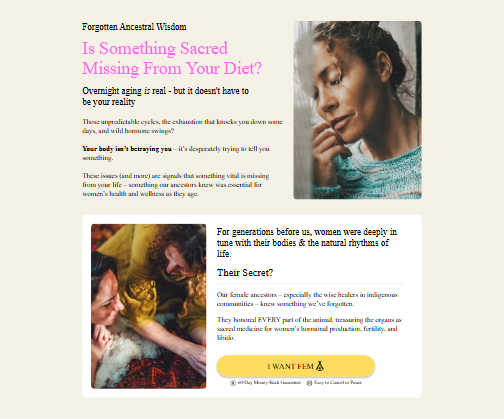 Forgotten Ancestral Wisdom
Is Something Sacred
Missing From Your Diet?
Overnight aging is real - but it doesn't have to
be your reality
Those unpredictable cycles, the exhaustion that knocks you down some
days, and wild hormone swings?
Your body isn't betraying you – it's desperately trying to tell you
something.
These issues (and more) are signals that something vital is missing
from your life – something our ancestors knew was essential for
women's health and wellness as they age.
For generations before us, women were deeply in
tune with their bodies & the natural rhythms of
life.
Their Secret?
Our female ancestors – especially the wise healers in indigenous
communities – knew something we've forgotten.
They honored EVERY part of the animal, treasuring the organs as
sacred medicine for women's hormonal production, fertility, and
libido.
I WANT FEM
60-Day Money-Back Guarantee
Easy to Cancel or Pause